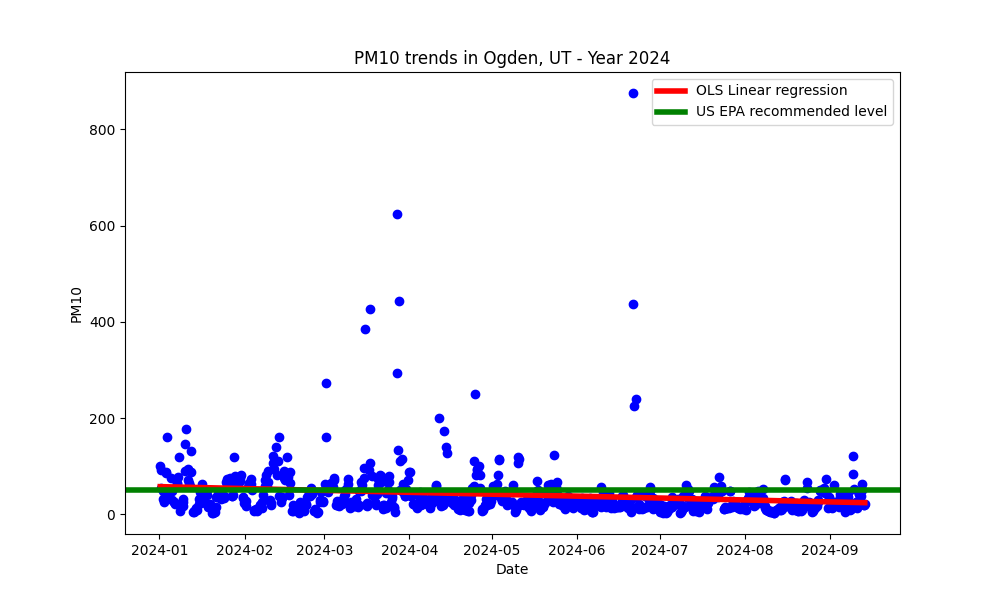 PM10 trends in Ogden, UT - Year 2024
OLS Linear regression
US EPA recommended level
800
600
400
200
0
PM10
2024-01 2024-02 2024-03 2024-04 2024-05 2024-06 2024-07 2024-08 2024-09
Date